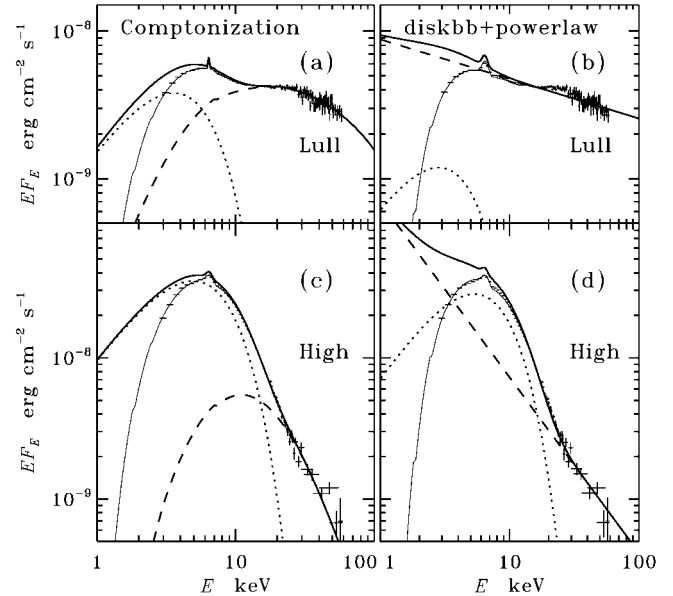 Comptonization
diskbb+powerlaw
10⁻⁸
(a)
(b)
EF_E erg cm⁻² s⁻¹
Lull
Lull
10⁻⁹
(c)
(d)
EF_E erg cm⁻² s⁻¹
10⁻⁸
High
High
10⁻⁹
1 10 100 1 10 100
E keV
E keV